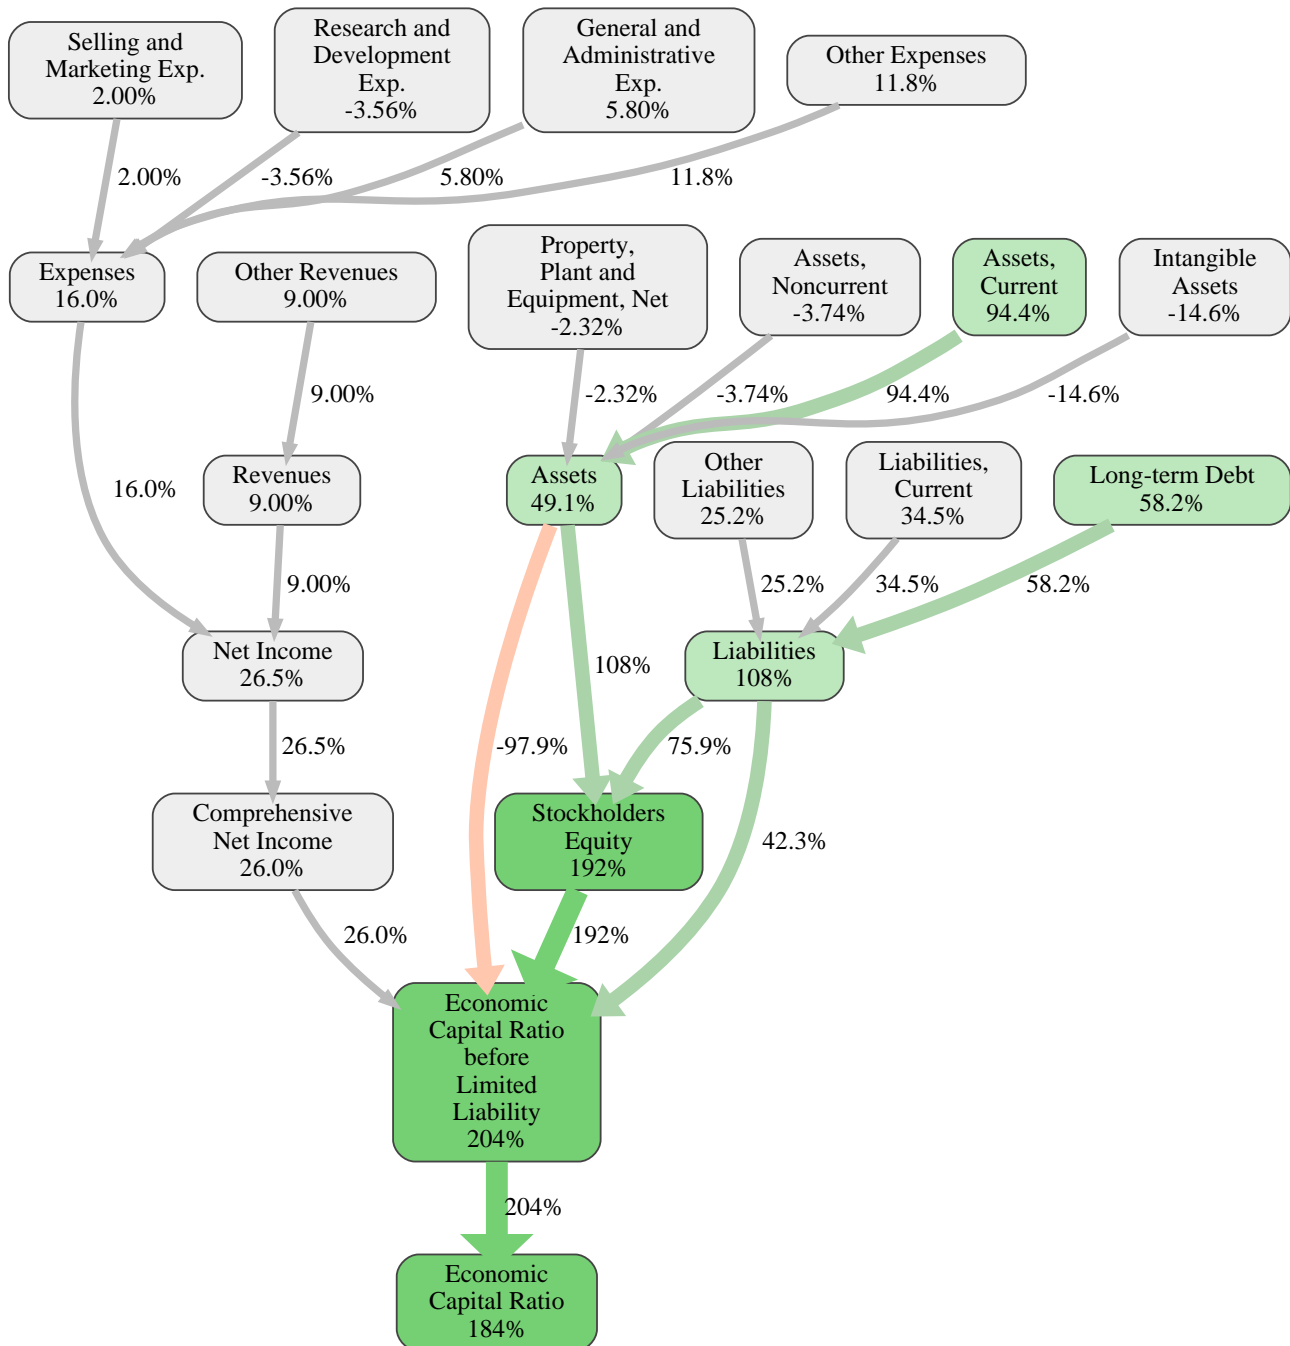 Selling and
Marketing Exp.
2.00%
Research and
Development
Exp.
-3.56%
General and
Administrative
Exp.
5.80%
Other Expenses
11.8%
2.00%
-3.56%
5.80%
11.8%
Expenses
16.0%
Other Revenues
9.00%
Property,
Plant and
Equipment, Net
-2.32%
Assets,
Noncurrent
-3.74%
Assets,
Current
94.4%
Intangible
Assets
-14.6%
9.00%
-2.32%
-3.74%
94.4%
-14.6%
16.0%
Revenues
9.00%
Assets
49.1%
Other
Liabilities
25.2%
Liabilities,
Current
34.5%
Long-term Debt
58.2%
9.00%
25.2%
34.5%
58.2%
Net Income
26.5%
108%
Liabilities
108%
26.5%
-97.9%
75.9%
Comprehensive
Net Income
26.0%
Stockholders
Equity
192%
42.3%
26.0%
192%
Economic
Capital Ratio
before
Limited
Liability
204%
204%
Economic
Capital Ratio
184%